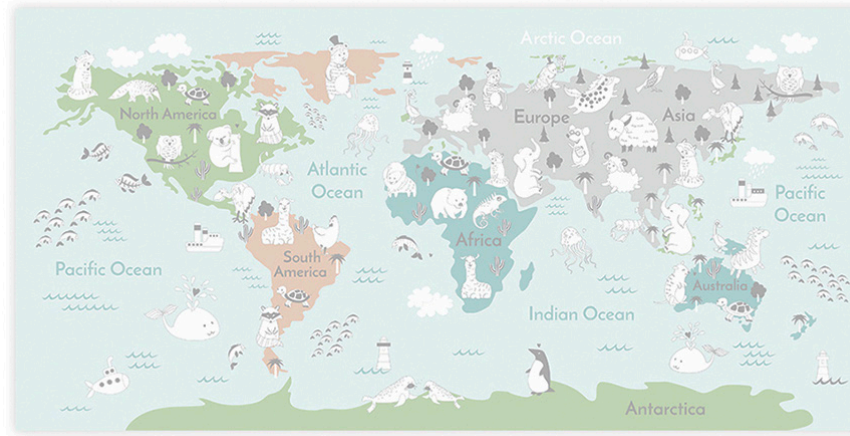 Arctic Ocean
North America
Europe
Asia
Atlantic
Ocean
Pacific
Ocean
Africa
South
America
Pacific Ocean
Australia
Indian Ocean
Antarctica